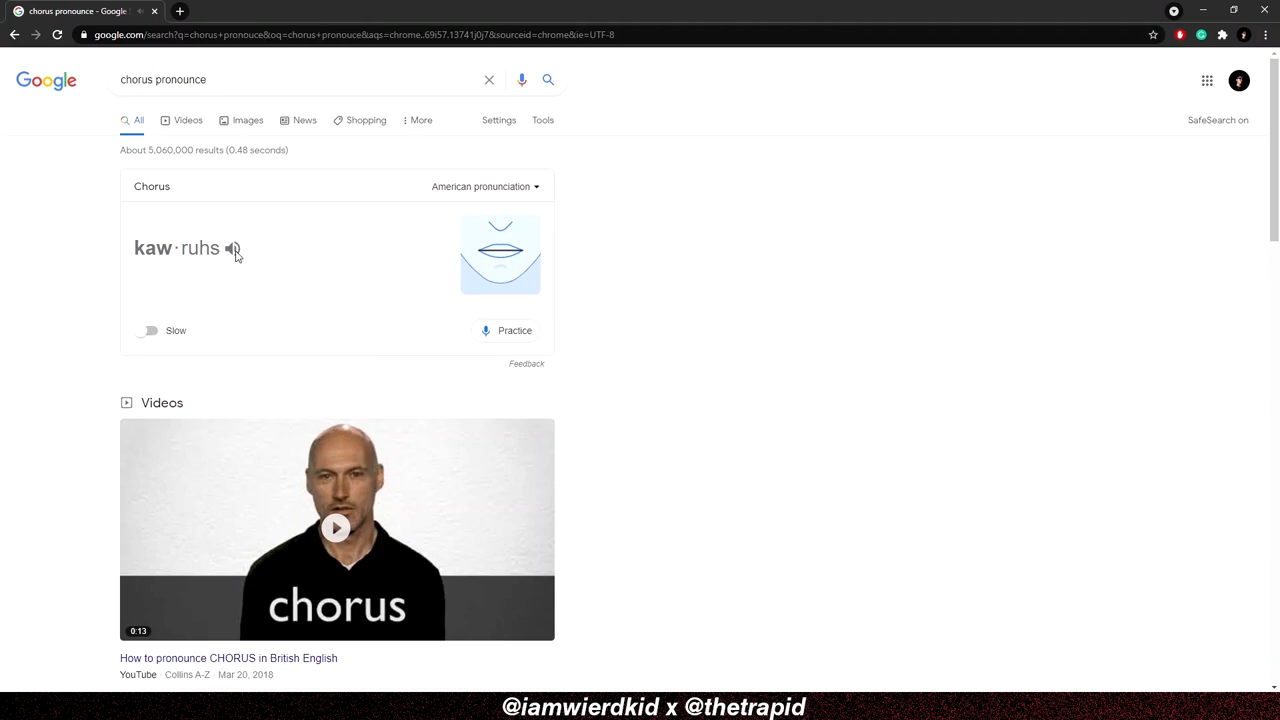 chorus pronounce - Google S
google.com/search?q=chorus+pronouce&oq=chorus+pronouce&aqs=chrome..69i57.13741j0j7&sourceid=chrome&ie=UTF-8
Google
chorus pronounce
All
Videos
Images
News
Shopping
More
Settings
Tools
SafeSearch on
About 5,060,000 results (0.48 seconds)
Chorus
American pronunciation
kaw·ruhs
Slow
Practice
Feedback
Videos
chorus
0:13
How to pronounce CHORUS in British English
YouTube · Collins A-Z · Mar 20, 2018
@iamwierdkid x @thetrapid